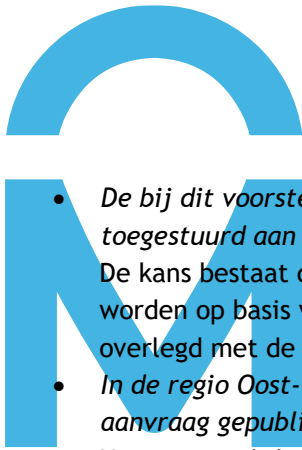 • De bij dit voorste
toegestuurd aan
De kans bestaat
worden op basis
overlegd met de
• In de regio Oost-
aanvraag gepubli